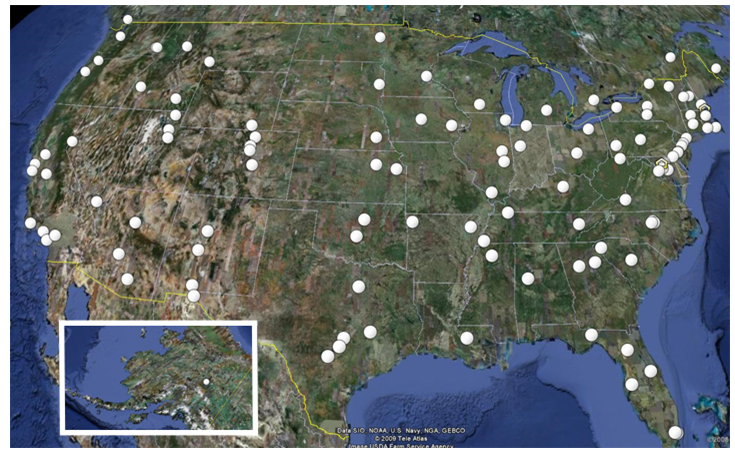 Data SIO, NOAA, U.S. Navy, NGA, GEBCO
© 2009 Tele Atlas
Image USDA Farm Service Agency